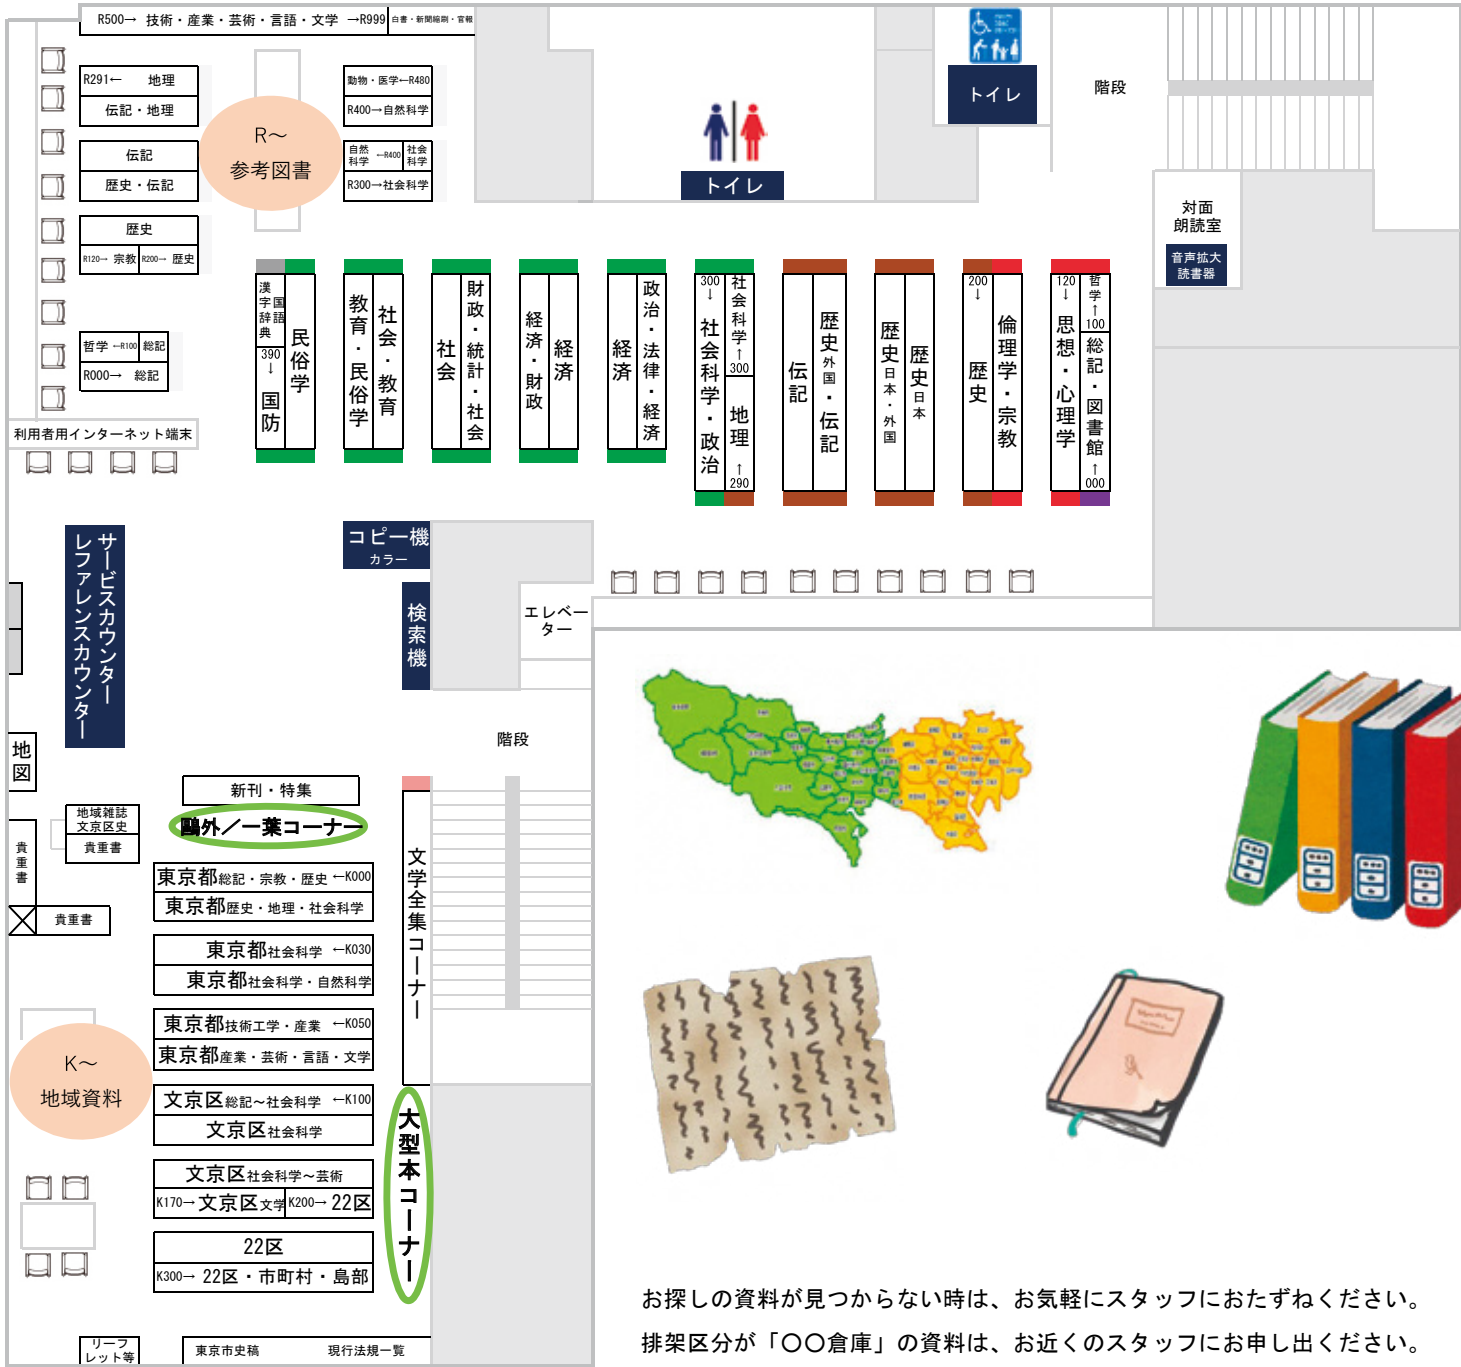 R500→ 技術・産業・芸術・言語・文学 →R999
白書・新聞縮刷・官報
R291← 地理
伝記・地理
伝記
歴史・伝記
歴史
R120→ 宗教
R200→ 歴史
哲学 ←R100
総記
R000→ 総記
R～
参考図書
動物・医学←R480
R400→自然科学
自然科学 ←R400
社会科学
R300→社会科学
トイレ
トイレ
階段
対面
朗読室
音声拡大
読書器
漢字辞典
国語
390→国防
民俗学
教育・民俗学
社会・教育
社会
財政・統計・社会
経済・財政
経済
経済
政治・法律・経済
300→社会科学・政治
社会科学→300
地理→290
伝記
歴史外国・伝記
歴史日本・外国
歴史日本
200→歴史
倫理学・宗教
120→思想・心理学
哲学→100
総記・図書館→000
利用者用インターネット端末
サービスカウンター
レファレンスカウンター
コピー機
カラー
検索機
エレベー
ター
階段
地図
新刊・特集
鷗外／一葉コーナー
地域雑誌
文京区史
貴重書
貴重書
貴重書
東京都総記・宗教・歴史 ←K000
東京都歴史・地理・社会科学
東京都社会科学 ←K030
東京都社会科学・自然科学
東京都技術工学・産業 ←K050
東京都産業・芸術・言語・文学
文京区総記～社会科学 ←K100
文京区社会科学
文京区社会科学～芸術
K170→文京区文学
K200→ 22区
22区
K300→ 22区・市町村・島部
K～
地域資料
文学全集コーナー
大型本コーナー
リーフ
レット等
東京市史稿
現行法規一覧
お探しの資料が見つからない時は、お気軽にスタッフにおたずねください。
排架区分が「〇〇倉庫」の資料は、お近くのスタッフにお申し出ください。